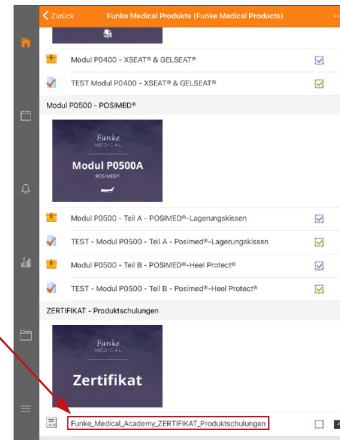 Zurück Funke Medical Produkte (Funke Medical Products)
Modul P0400 - XSEAT® & GELSEAT®
TEST Modul P0400 - XSEAT® & GELSEAT®
Modul P0500 - POSIMED®
Funke
MEDICAL
Modul P0500A
POSIMED®
Modul P0500 - Teil A - POSIMED®-Lagerungskissen
TEST - Modul P0500 - Teil A - Posimed®-Lagerungskissen
Modul P0500 - Teil B - POSIMED®-Heel Protect®
TEST - Modul P0500 - Teil B - Posimed®-Heel Protect®
ZERTIFIKAT - Produktschulungen
Funke
MEDICAL
Zertifikat
Funke_Medical_Academy_ZERTIFIKAT_Produktschulungen